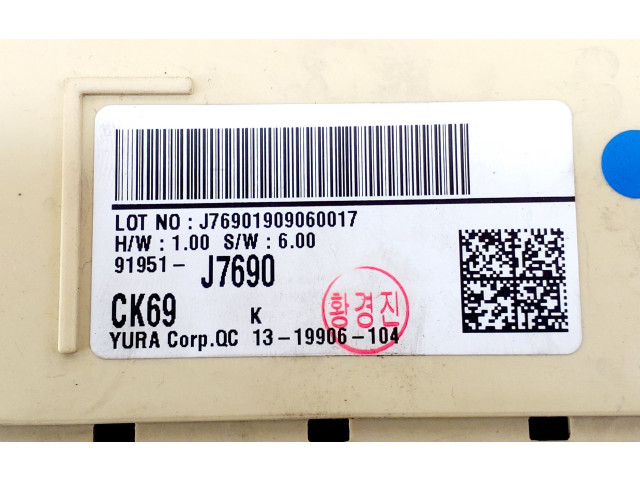 LOT NO : J76901909060017
H/W : 1.00 S/W : 6.00
91951- J7690
CK69 K
황경진
YURA Corp.QC 13-19906-104